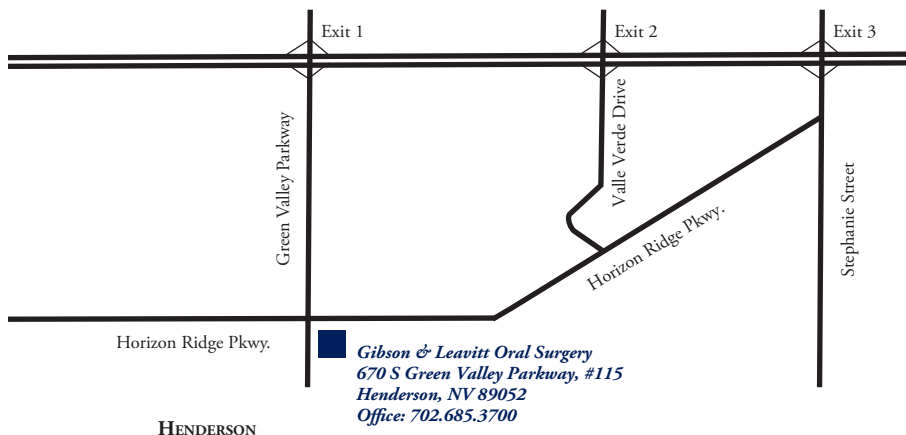 Exit 1
Exit 2
Exit 3
Green Valley Parkway
Valle Verde Drive
Stephanie Street
Horizon Ridge Pkwy.
Horizon Ridge Pkwy.
Gibson & Leavitt Oral Surgery
670 S Green Valley Parkway, #115
Henderson, NV 89052
Office: 702.685.3700
HENDERSON